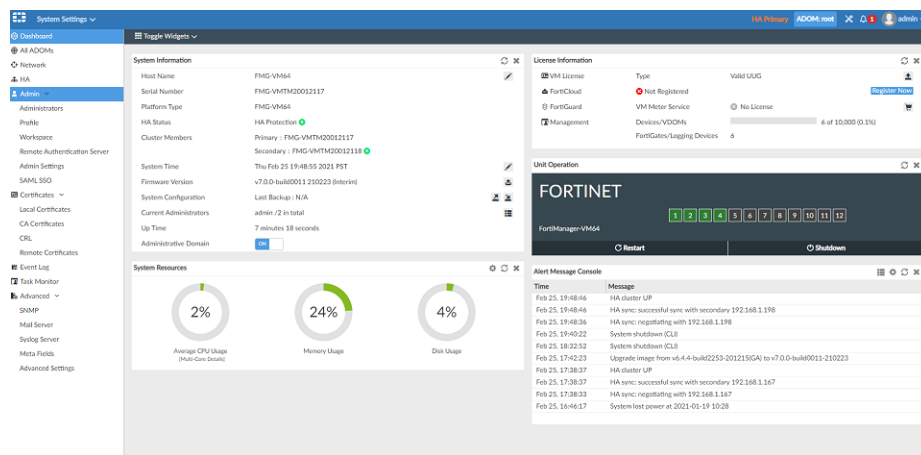 System Settings
HA Primary ADOM: root 1 admin
Dashboard
All ADOMs
Network
HA
Admin
Administrators
Profile
Workspace
Remote Authentication Server
Admin Settings
SAML SSO
Certificates
Local Certificates
CA Certificates
CRL
Remote Certificates
Event Log
Task Monitor
Advanced
SNMP
Mail Server
Syslog Server
Meta Fields
Advanced Settings
Toggle Widgets
System Information
Host Name FMG-VM64
Serial Number FMG-VMTM20012117
Platform Type FMG-VM64
HA Status HA Protection
Cluster Members Primary : FMG-VMTM20012117
Secondary : FMG-VMTM20012118
System Time Thu Feb 25 19:48:55 2021 PST
Firmware Version v7.0.0-build0011 210223 (Interim)
System Configuration Last Backup : N/A
Current Administrators admin /2 in total
Up Time 7 minutes 18 seconds
Administrative Domain ON
System Resources
2% 24% 4%
Average CPU Usage Memory Usage Disk Usage
(Multi-Core Details)
License Information
VM License Type Valid UUG
FortiCloud Not Registered Register Now
FortiGuard VM Meter Service No License
Management Devices/VDOMs 6 of 10,000 (0.1%)
FortiGates/Logging Devices 6
Unit Operation
FORTINET
1 2 3 4 5 6 7 8 9 10 11 12
FortiManager-VM64
Restart Shutdown
Alert Message Console
Time Message
Feb 25, 19:48:46 HA cluster UP
Feb 25, 19:48:46 HA sync: successful sync with secondary 192.168.1.198
Feb 25, 19:48:36 HA sync: negotiating with 192.168.1.198
Feb 25, 19:40:22 System shutdown (CLI)
Feb 25, 18:32:52 System shutdown (CLI)
Feb 25, 17:42:23 Upgrade image from v6.4.4-build2253-201215(GA) to v7.0.0-build0011-210223
Feb 25, 17:38:37 HA cluster UP
Feb 25, 17:38:37 HA sync: successful sync with secondary 192.168.1.167
Feb 25, 17:38:33 HA sync: negotiating with 192.168.1.167
Feb 25, 16:46:17 System lost power at 2021-01-19 10:28